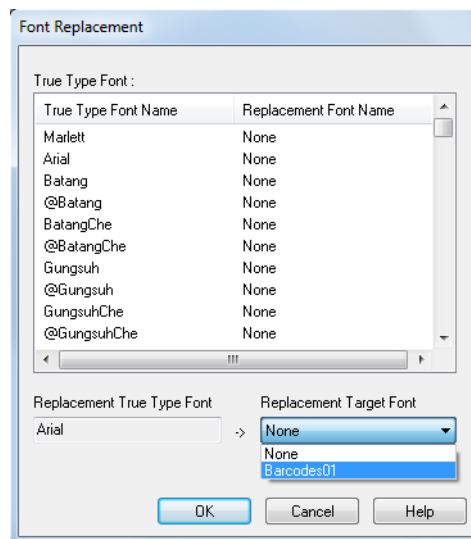 Font Replacement
True Type Font :
True Type Font Name Replacement Font Name
Marlett None
Arial None
Batang None
@Batang None
BatangChe None
@BatangChe None
Gungsuh None
@Gungsuh None
GungsuhChe None
@GungsuhChe None
Replacement True Type Font Replacement Target Font
Arial -> None
None
Barcodes01
OK Cancel Help